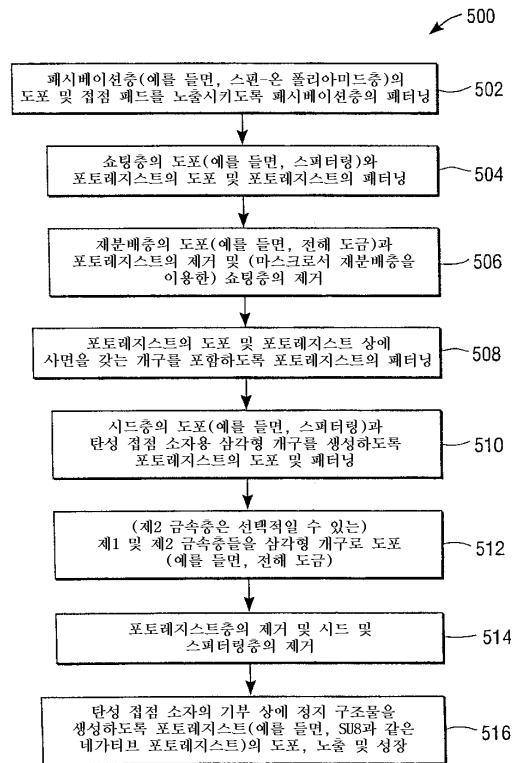 500
패시베이션층(예를 들면, 스핀-온 폴리아미드층)의
도포 및 접점 패드를 노출시키도록 패시베이션층의 패터닝
502
쇼팅층의 도포(예를 들면, 스퍼터링)와
포토레지스트의 도포 및 포토레지스트의 패터닝
504
재분배층의 도포(예를 들면, 전해 도금)과
포토레지스트의 제거 및 (마스크로서 재분배층을
이용한) 쇼팅층의 제거
506
포토레지스트의 도포 및 포토레지스트 상에
사면을 갖는 개구를 포함하도록 포토레지스트의 패터닝
508
시드층의 도포(예를 들면, 스퍼터링)과
탄성 접점 소자용 삼각형 개구를 생성하도록
포토레지스트의 도포 및 패터닝
510
(제2 금속층은 선택적일 수 있는)
제1 및 제2 금속층들을 삼각형 개구로 도포
(예를 들면, 전해 도금)
512
포토레지스트층의 제거 및 시드 및
스퍼터링층의 제거
514
탄성 접점 소자의 기부 상에 정지 구조물을
생성하도록 포토레지스트(예를 들면, SU8과 같은
네가티브 포토레지스트)의 도포, 노출 및 성장
516